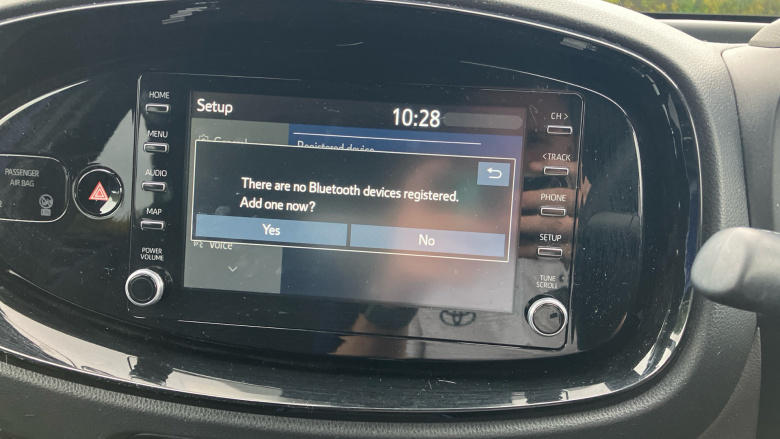 HOME
MENU
AUDIO
MAP
POWER
VOLUME
PASSENGER
AIR BAG
Setup
10:28
General
Registered device
There are no Bluetooth devices registered.
Add one now?
Yes
No
Voice
CH >
< TRACK
PHONE
SETUP
TUNE
SCROLL